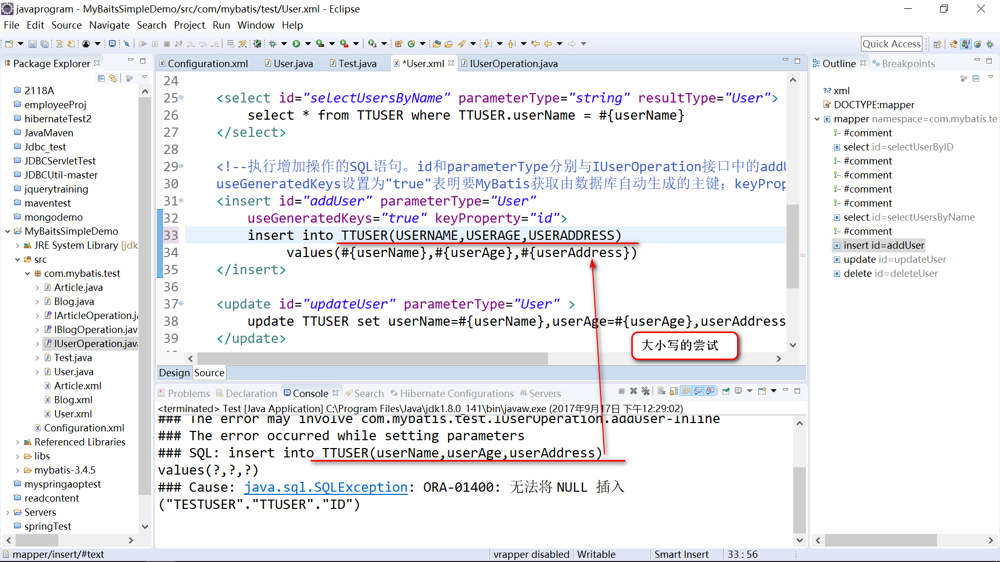 javaprogram - MyBaitsSimpleDemo/src/com/mybatis/test/User.xml - Eclipse
File Edit Source Navigate Search Project Run Window Help
Quick Access
Package Explorer
2118A
employeeProj
hibernateTest2
JavaMaven
Jdbc_test
JDBCServletTest
JDBCUtil-master
jquerytraining
maventest
mongodemo
MyBaitsSimpleDemo
JRE System Library [jdk
src
com.mybatis.test
Article.java
Blog.java
IArticleOperation.ja
IBlogOperation.jav
IUserOperation.java
Test.java
User.java
Article.xml
Blog.xml
User.xml
Configuration.xml
Referenced Libraries
libs
mybatis-3.4.5
myspringaoptest
readcontent
Servers
springTest
Configuration.xml User.java Test.java *User.xml IUserOperation.java
24
25 <select id="selectUsersByName" parameterType="string" resultType="User">
26 select * from TTUSER where TTUSER.userName = #{userName}
27 </select>
28
29 <!--执行增加操作的SQL语句。id和parameterType分别与IUserOperation接口中的addU
30 useGeneratedKeys设置为"true"表明要MyBatis获取由数据库自动生成的主键；keyProp
31 <insert id="addUser" parameterType="User"
32 useGeneratedKeys="true" keyProperty="id">
33 insert into TTUSER(USERNAME,USERAGE,USERADDRESS)
34 values(#{userName},#{userAge},#{userAddress})
35 </insert>
36
37 <update id="updateUser" parameterType="User" >
38 update TTUSER set userName=#{userName},userAge=#{userAge},userAddress
39 </update>
大小写的尝试
Design Source
Problems Declaration Console Search Hibernate Configurations Servers
<terminated> Test [Java Application] C:\Program Files\Java\jdk1.8.0_141\bin\javaw.exe (2017年9月17日 下午12:29:02)
### The error may involve com.mybatis.test.IUserOperation.addUser-Inline
### The error occurred while setting parameters
### SQL: insert into TTUSER(userName,userAge,userAddress)
values(?,?,?)
### Cause: java.sql.SQLException: ORA-01400: 无法将 NULL 插入
("TESTUSER"."TTUSER"."ID")
Outline Breakpoints
?-? xml
DOCTYPE:mapper
mapper namespace=com.mybatis.te
#comment
select id=selectUserByID
#comment
#comment
#comment
#comment
select id=selectUsersByName
#comment
insert id=addUser
update id=updateUser
delete id=deleteUser
mapper/insert/#text
vrapper disabled Writable Smart Insert 33 : 56